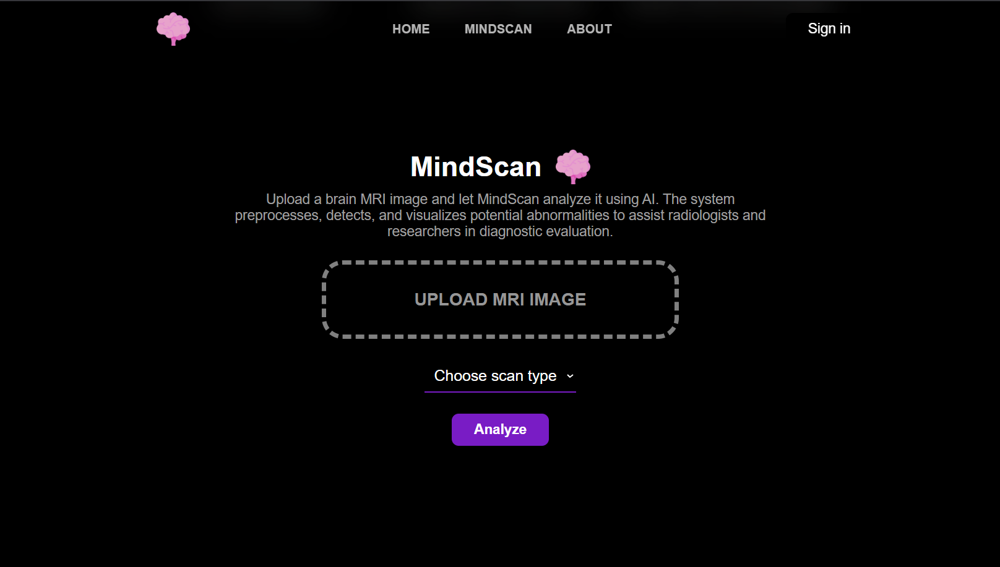 HOME MINDSCAN ABOUT Sign in
MindScan
Upload a brain MRI image and let MindScan analyze it using AI. The system
preprocesses, detects, and visualizes potential abnormalities to assist radiologists and
researchers in diagnostic evaluation.
UPLOAD MRI IMAGE
Choose scan type
Analyze